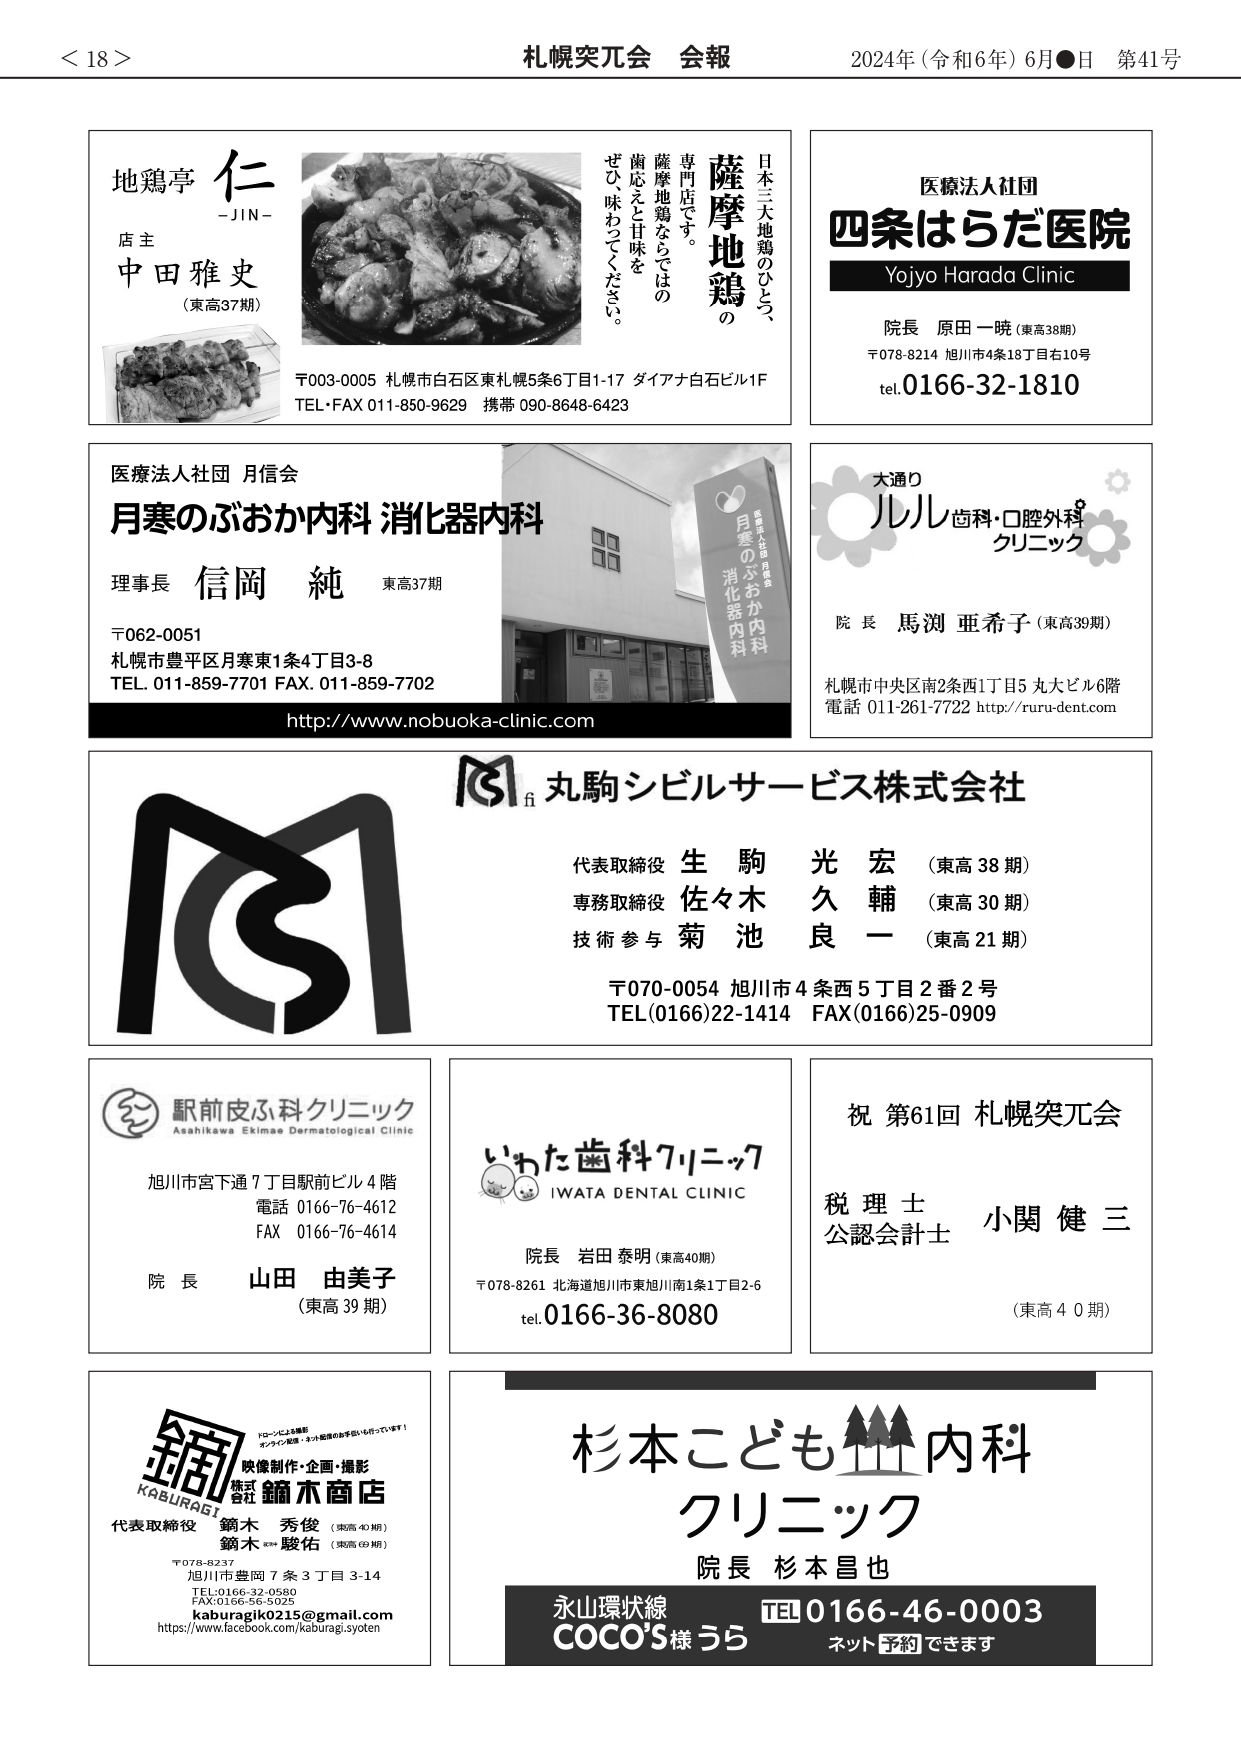 ＜18＞
札幌突兀会　会報
2024年（令和6年）6月●日　第41号
地鶏亭 仁
–JIN–
店主
中田雅史
（東高37期）
日本三大地鶏のひとつ、
薩摩地鶏の
専門店です。
薩摩地鶏ならではの
歯応えと甘味を
ぜひ、味わってください。
〒003-0005 札幌市白石区東札幌5条6丁目1-17 ダイアナ白石ビル1F
TEL･FAX 011-850-9629　携帯 090-8648-6423
医療法人社団
四条はらだ医院
Yojyo Harada Clinic
院長　原田 一暁（東高38期）
〒078-8214 旭川市4条18丁目右10号
tel.0166-32-1810
医療法人社団 月信会
月寒のぶおか内科 消化器内科
理事長 信岡　純　東高37期
〒062-0051
札幌市豊平区月寒東1条4丁目3-8
TEL. 011-859-7701 FAX. 011-859-7702
医療法人社団 月信会
月寒のぶおか内科
消化器内科
http://www.nobuoka-clinic.com
大通り
ルル歯科・口腔外科
クリニック
院 長　馬渕 亜希子（東高39期）
札幌市中央区南2条西1丁目5 丸大ビル6階
電話 011-261-7722 http://ruru-dent.com
fi 丸駒シビルサービス株式会社
代表取締役 生　駒　光　宏 （東高 38 期）
専務取締役 佐々木　久　輔 （東高 30 期）
技術参与 菊　池　良　一 （東高 21 期）
〒070-0054 旭川市４条西５丁目２番２号
TEL(0166)22-1414　FAX(0166)25-0909
駅前皮ふ科クリニック
Asahikawa Ekimae Dermatological Clinic
旭川市宮下通７丁目駅前ビル４階
電話 0166-76-4612
FAX　0166-76-4614
院 長　山田　由美子
（東高 39 期）
いわた歯科クリニック
IWATA DENTAL CLINIC
院長　岩田 泰明（東高40期）
〒078-8261 北海道旭川市東旭川南1条1丁目2-6
tel.0166-36-8080
祝 第61回 札幌突兀会
税 理 士
公認会計士　小関 健 三
（東高４０期）
ドローンによる撮影
オンライン配信・ネット配信のお手伝いも行っています！
鏑
KABURAGI
映像制作・企画・撮影
株式会社 鏑木商店
代表取締役　鏑木　秀俊（東高40期）
鏑木 駿佑（東高69期）
〒078-8237
旭川市豊岡７条３丁目 3-14
TEL:0166-32-0580
FAX:0166-56-5025
kaburagik0215@gmail.com
https://www.facebook.com/kaburagi.syoten
杉本こども内科
クリニック
院長 杉本昌也
永山環状線
COCO'S様うら
TEL 0166-46-0003
ネット予約できます